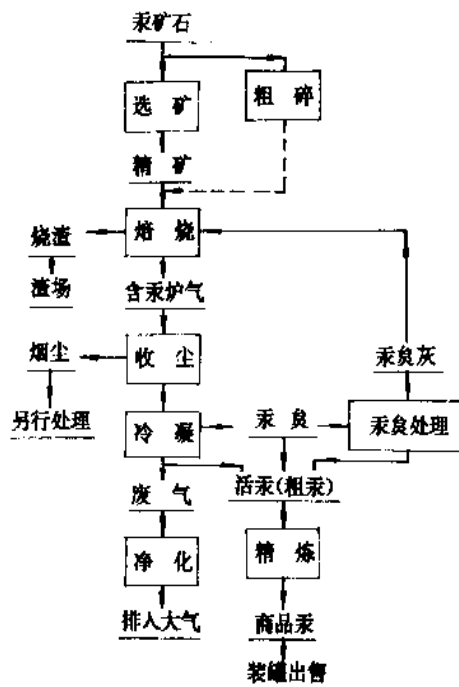 汞矿石
选 矿
粗 碎
精 矿
烧渣
焙 烧
渣场
含汞炉气
烟尘
收 尘
汞炱灰
另行处理
冷 凝
汞 炱
汞炱处理
废 气
活汞(粗汞)
净 化
精 炼
排入大气
商品汞
装罐出售